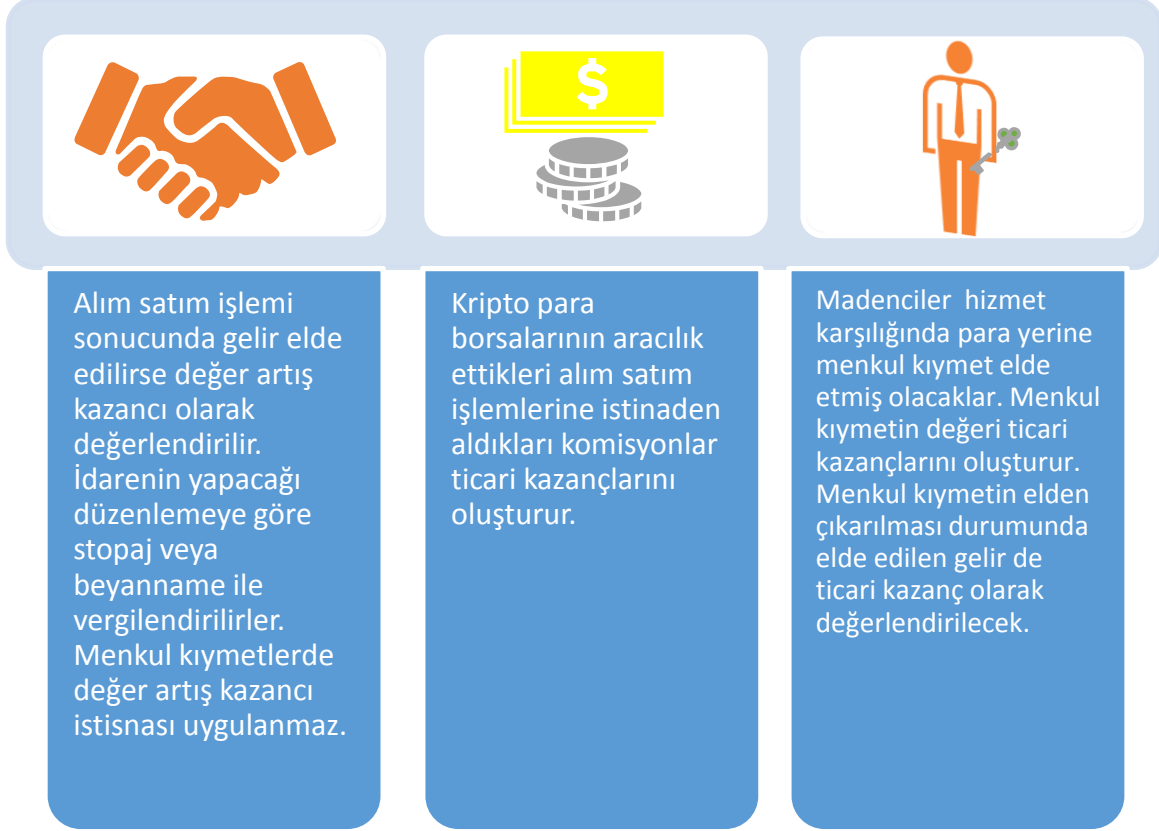 $
Alım satım işlemi
sonucunda gelir elde
edilirse değer artış
kazancı olarak
değerlendirilir.
İdarenin yapacağı
düzenlemeye göre
stopaj veya
beyanname ile
vergilendirilirler.
Menkul kıymetlerde
değer artış kazancı
istisnası uygulanmaz.
Kripto para
borsalarının aracılık
ettikleri alım satım
işlemlerine istinaden
aldıkları komisyonlar
ticari kazançlarını
oluşturur.
Madenciler  hizmet
karşılığında para yerine
menkul kıymet elde
etmiş olacaklar. Menkul
kıymetin değeri ticari
kazançlarını oluşturur.
Menkul kıymetin elden
çıkarılması durumunda
elde edilen gelir de
ticari kazanç olarak
değerlendirilecek.